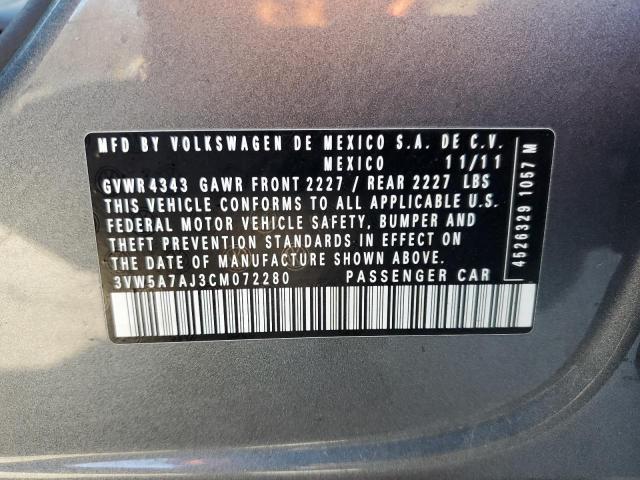 MFD BY VOLKSWAGEN DE MEXICO S.A. DE C.V.
MEXICO 11/11
GVWR 4343 GAWR FRONT 2227 / REAR 2227 LBS
THIS VEHICLE CONFORMS TO ALL APPLICABLE U.S.
FEDERAL MOTOR VEHICLE SAFETY, BUMPER AND
THEFT PREVENTION STANDARDS IN EFFECT ON
THE DATE OF MANUFACTURE SHOWN ABOVE.
3VW5A7AJ3CM072280 PASSENGER CAR
4526329 1057 M